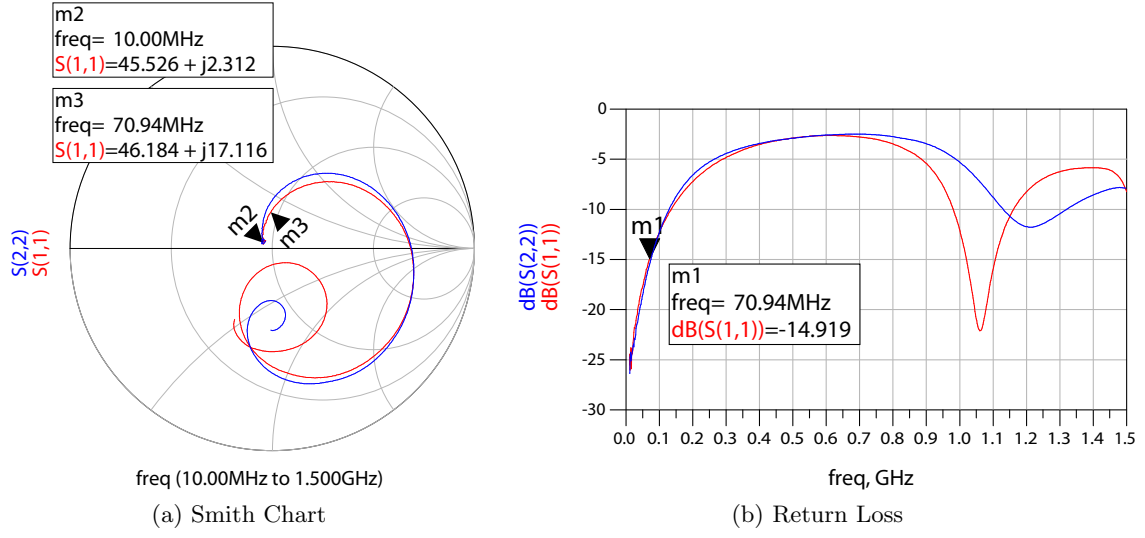 m2
freq= 10.00MHz
S(1,1)=45.526 + j2.312
m3
freq= 70.94MHz
S(1,1)=46.184 + j17.116
m2
m3
S(2,2)
S(1,1)
freq (10.00MHz to 1.500GHz)
(a) Smith Chart
0
-5
-10
-15
-20
-25
-30
dB(S(2,2))
dB(S(1,1))
m1
m1
freq= 70.94MHz
dB(S(1,1))=-14.919
0.0 0.1 0.2 0.3 0.4 0.5 0.6 0.7 0.8 0.9 1.0 1.1 1.2 1.3 1.4 1.5
freq, GHz
(b) Return Loss